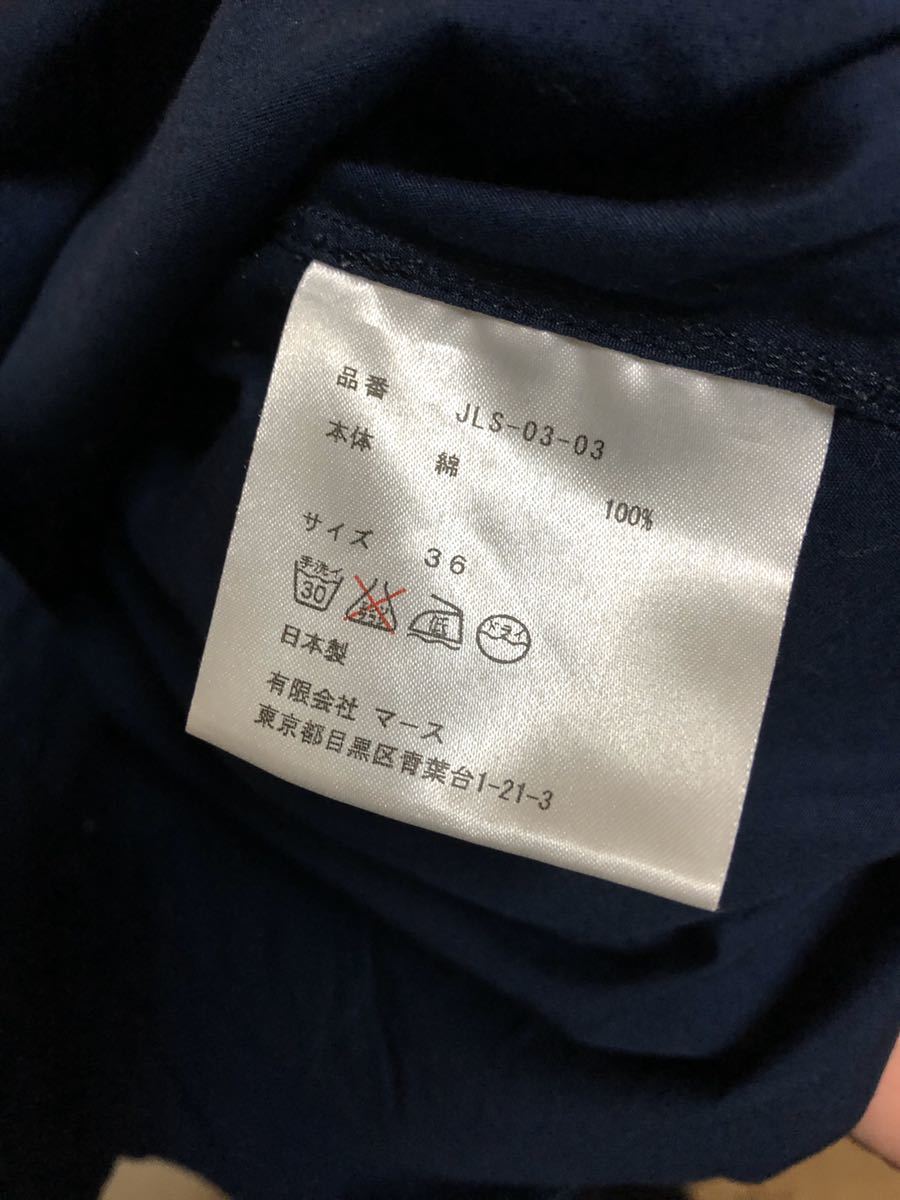 品番 JLS-03-03
本体 綿 100%
サイズ 36
手洗イ 30 低 ドライ
日本製
有限会社 マース
東京都目黒区青葉台1-21-3